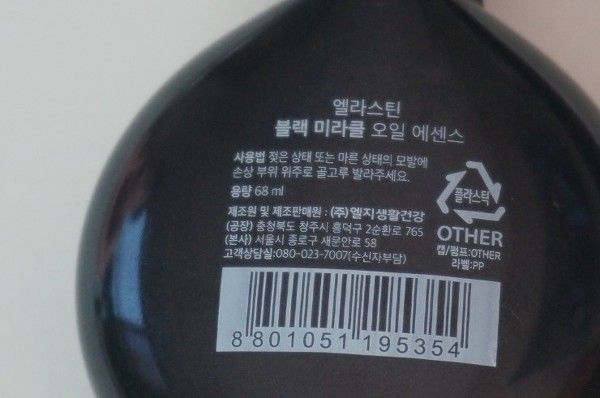 엘라스틴
블랙 미라클 오일 에센스
사용법 젖은 상태 또는 마른 상태의 모발에
손상 부위 위주로 골고루 발라주세요.
용량 68 ml
제조원 및 제조판매원 : (주)엘지생활건강
(공장) 충청북도 청주시 흥덕구 2순환로 765
(본사) 서울시 종로구 새문안로 58
고객상담실:080-023-7007(수신자부담)
플라스틱
OTHER
캡/펌프:OTHER
라벨:PP
8 801051 195354